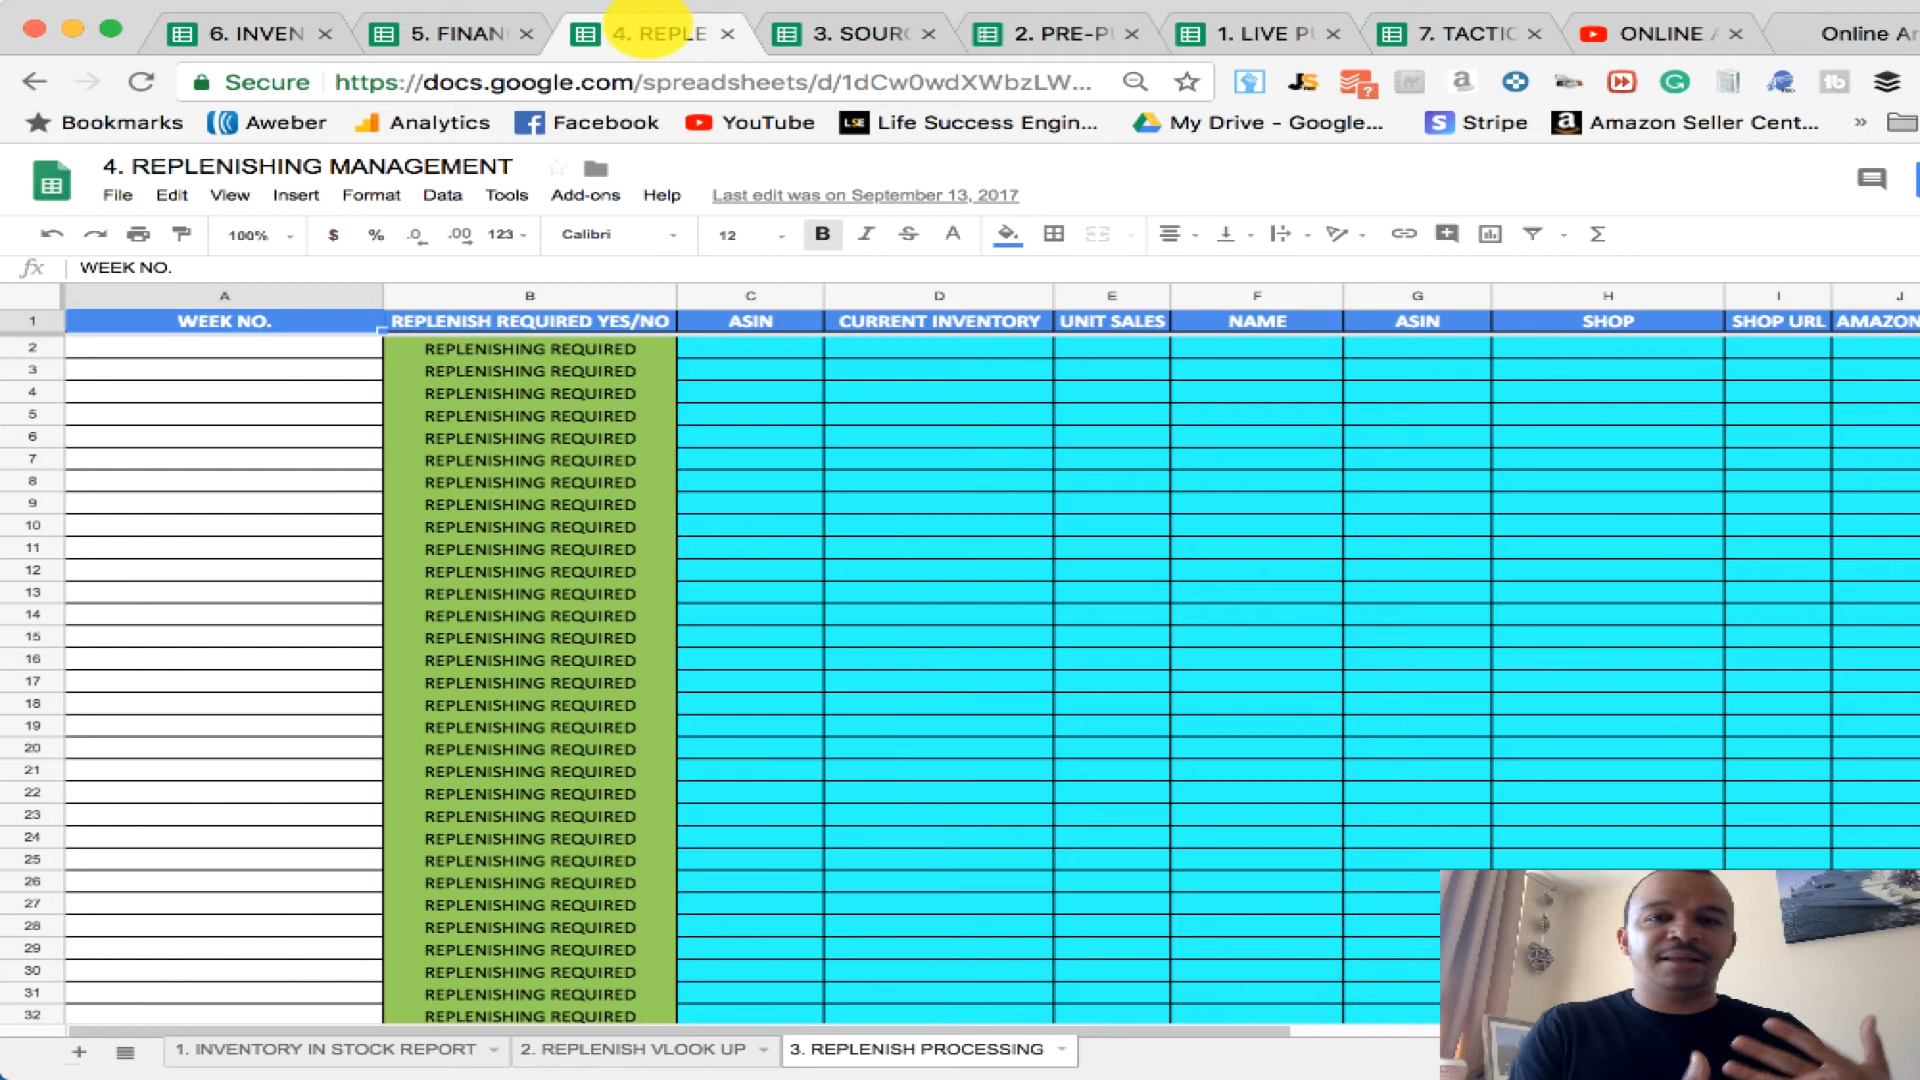 6. INVEN
5. FINAN
4. REPLE
3. SOUR
2. PRE-P
1. LIVE P
7. TACTIC
ONLINE
Online Ar
Secure
https://docs.google.com/spreadsheets/d/1dCw0wdXWbzLW...
Bookmarks
Aweber
Analytics
Facebook
YouTube
LSE
Life Success Engin...
My Drive - Google...
S
Stripe
Amazon Seller Cent...
4. REPLENISHING MANAGEMENT
File Edit View Insert Format Data Tools Add-ons Help Last edit was on September 13, 2017
100% $ % .0 .00 123 Calibri 12 B I S A
fx WEEK NO.
A B C D E F G H I J
1 WEEK NO. REPLENISH REQUIRED YES/NO ASIN CURRENT INVENTORY UNIT SALES NAME ASIN SHOP SHOP URL AMAZON
2 REPLENISHING REQUIRED
3 REPLENISHING REQUIRED
4 REPLENISHING REQUIRED
5 REPLENISHING REQUIRED
6 REPLENISHING REQUIRED
7 REPLENISHING REQUIRED
8 REPLENISHING REQUIRED
9 REPLENISHING REQUIRED
10 REPLENISHING REQUIRED
11 REPLENISHING REQUIRED
12 REPLENISHING REQUIRED
13 REPLENISHING REQUIRED
14 REPLENISHING REQUIRED
15 REPLENISHING REQUIRED
16 REPLENISHING REQUIRED
17 REPLENISHING REQUIRED
18 REPLENISHING REQUIRED
19 REPLENISHING REQUIRED
20 REPLENISHING REQUIRED
21 REPLENISHING REQUIRED
22 REPLENISHING REQUIRED
23 REPLENISHING REQUIRED
24 REPLENISHING REQUIRED
25 REPLENISHING REQUIRED
26 REPLENISHING REQUIRED
27 REPLENISHING REQUIRED
28 REPLENISHING REQUIRED
29 REPLENISHING REQUIRED
30 REPLENISHING REQUIRED
31 REPLENISHING REQUIRED
32 REPLENISHING REQUIRED
1. INVENTORY IN STOCK REPORT
2. REPLENISH VLOOK UP
3. REPLENISH PROCESSING